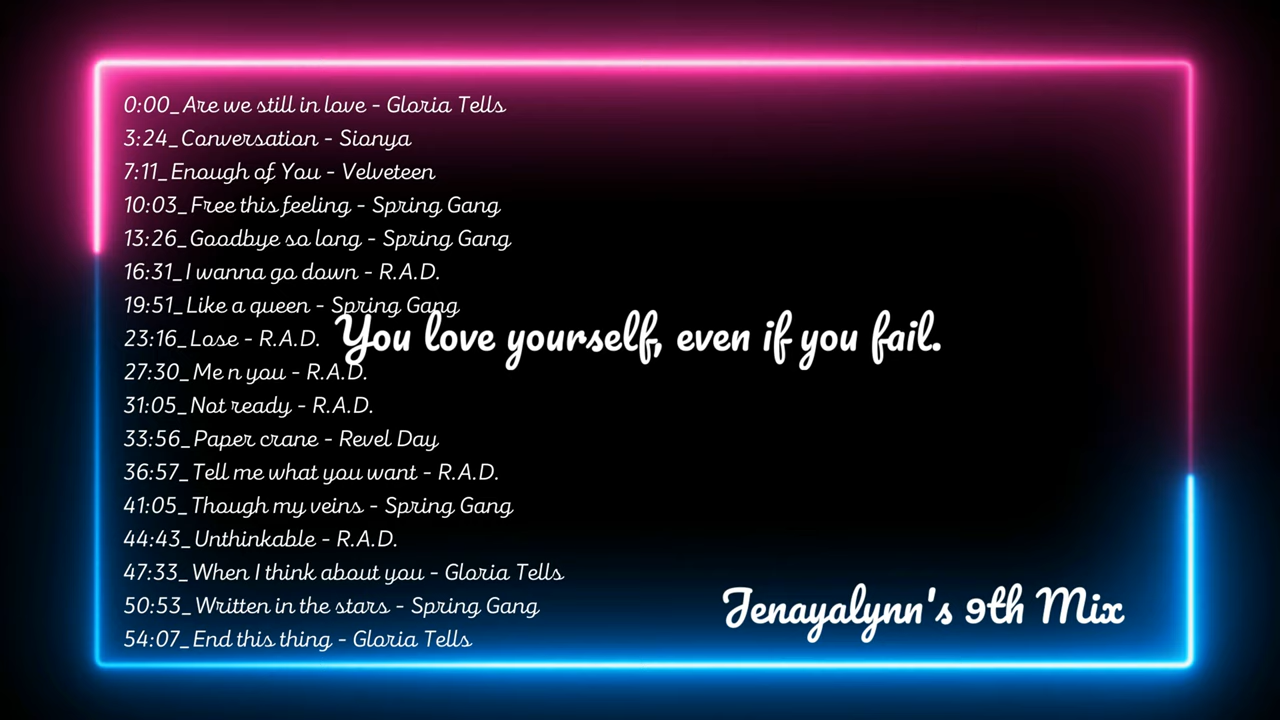 0:00_Are we still in love - Gloria Tells
3:24_Conversation - Sionya
7:11_Enough of You - Velveteen
10:03_Free this feeling - Spring Gang
13:26_Goodbye so long - Spring Gang
16:31_I wanna go down - R.A.D.
19:51_Like a queen - Spring Gang
23:16_Lose - R.A.D.
You love yourself, even if you fail.
27:30_Me n you - R.A.D.
31:05_Not ready - R.A.D.
33:56_Paper crane - Revel Day
36:57_Tell me what you want - R.A.D.
41:05_Though my veins - Spring Gang
44:43_Unthinkable - R.A.D.
47:33_When I think about you - Gloria Tells
50:53_Written in the stars - Spring Gang
Jenayalynn's 9th Mix
54:07_End this thing - Gloria Tells